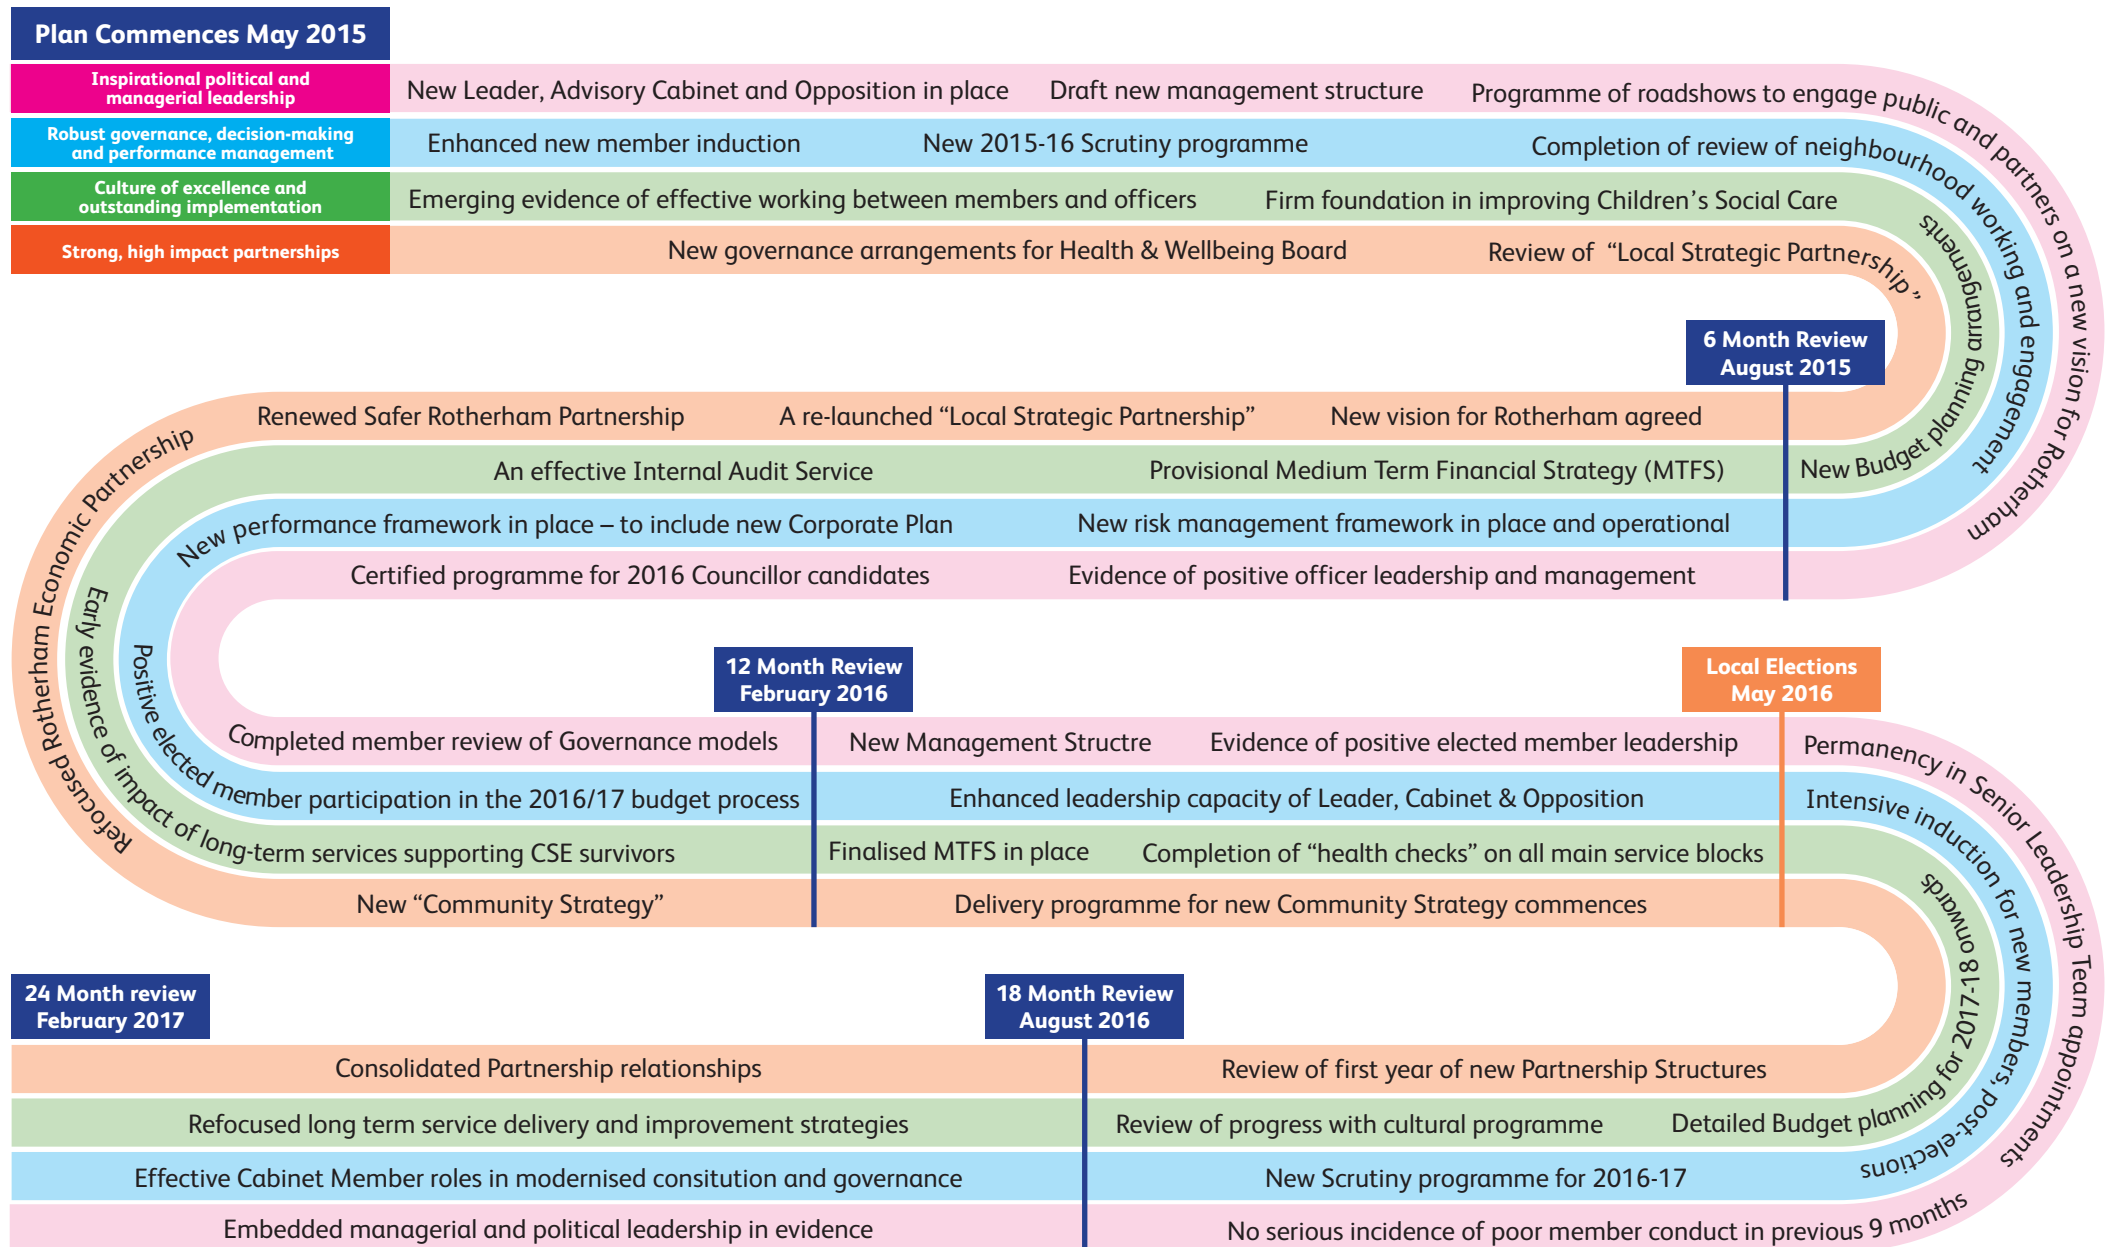 Plan Commences May 2015
Inspirational political and
managerial leadership
New Leader, Advisory Cabinet and Opposition in place
Draft new management structure
Programme of roadshows to engage public and partners on a new vision for Rotherham
Robust governance, decision-making
and performance management
Enhanced new member induction
New 2015-16 Scrutiny programme
Completion of review of neighbourhood working and engagement
Culture of excellence and
outstanding implementation
Emerging evidence of effective working between members and officers
Firm foundation in improving Children's Social Care
New Budget planning arrangements
Strong, high impact partnerships
New governance arrangements for Health & Wellbeing Board
Review of “Local Strategic Partnership ”
6 Month Review
August 2015
Renewed Safer Rotherham Partnership
A re-launched “Local Strategic Partnership”
New vision for Rotherham agreed
An effective Internal Audit Service
Provisional Medium Term Financial Strategy (MTFS)
New performance framework in place – to include new Corporate Plan
New risk management framework in place and operational
Certified programme for 2016 Councillor candidates
Evidence of positive officer leadership and management
Refocused Rotherham Economic Partnership
Early evidence of impact of long-term services supporting CSE survivors
Positive elected member participation in the 2016/17 budget process
12 Month Review
February 2016
Local Elections
May 2016
Completed member review of Governance models
New Management Structre
Evidence of positive elected member leadership
Permanency in Senior Leadership Team appointments
Enhanced leadership capacity of Leader, Cabinet & Opposition
Intensive induction for new members, post-elections
Finalised MTFS in place
Completion of “health checks” on all main service blocks
Detailed Budget planning for 2017-18 onwards
New “Community Strategy”
Delivery programme for new Community Strategy commences
24 Month review
February 2017
18 Month Review
August 2016
Consolidated Partnership relationships
Review of first year of new Partnership Structures
Refocused long term service delivery and improvement strategies
Review of progress with cultural programme
Effective Cabinet Member roles in modernised consitution and governance
New Scrutiny programme for 2016-17
Embedded managerial and political leadership in evidence
No serious incidence of poor member conduct in previous 9 months